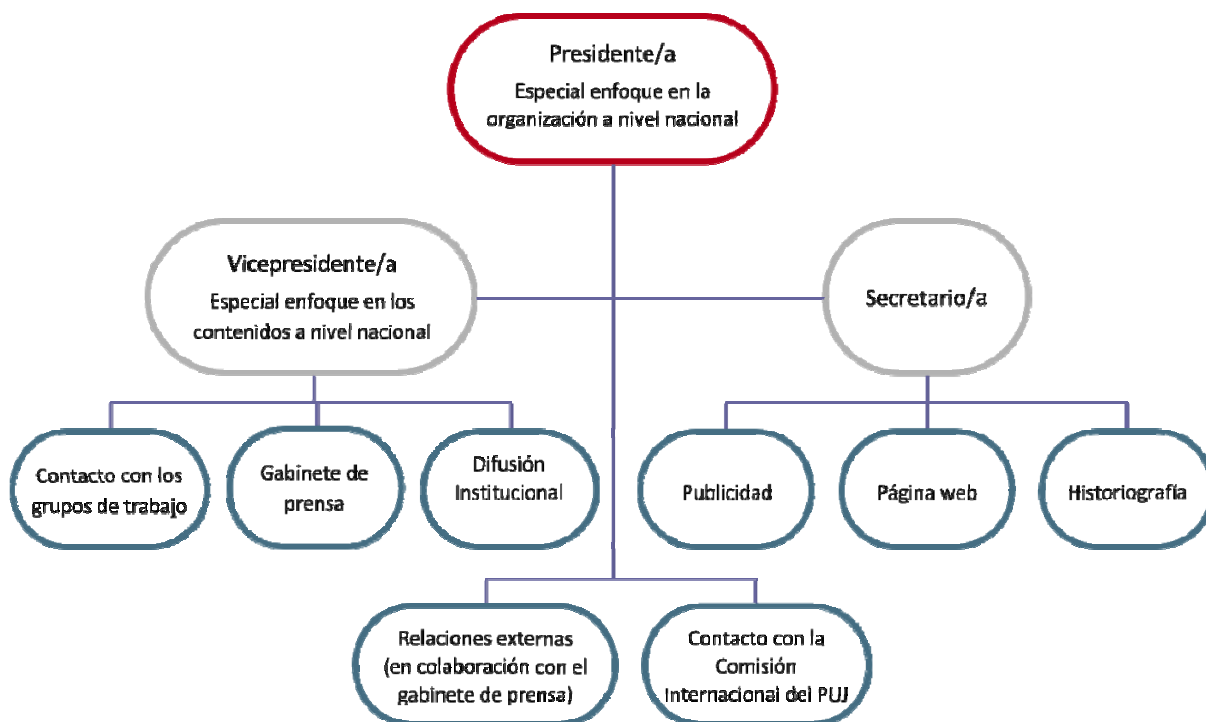 Presidente/a
Especial enfoque en la
organización a nivel nacional
Vicepresidente/a
Especial enfoque en los
contenidos a nivel nacional
Secretario/a
Contacto con los
grupos de trabajo
Gabinete de
prensa
Difusión
Institucional
Publicidad
Página web
Historiografía
Relaciones externas
(en colaboración con el
gabinete de prensa)
Contacto con la
Comisión
Internacional del PUJ